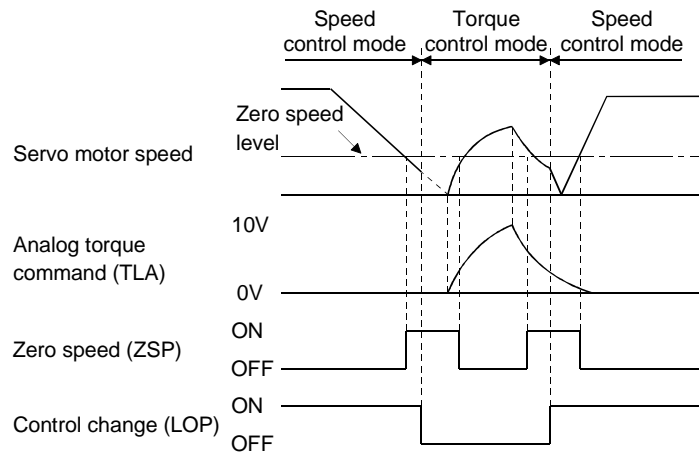 Speed control mode
Torque control mode
Speed control mode
Zero speed level
Servo motor speed
10V
Analog torque command (TLA)
0V
ON
Zero speed (ZSP)
OFF
ON
Control change (LOP)
OFF